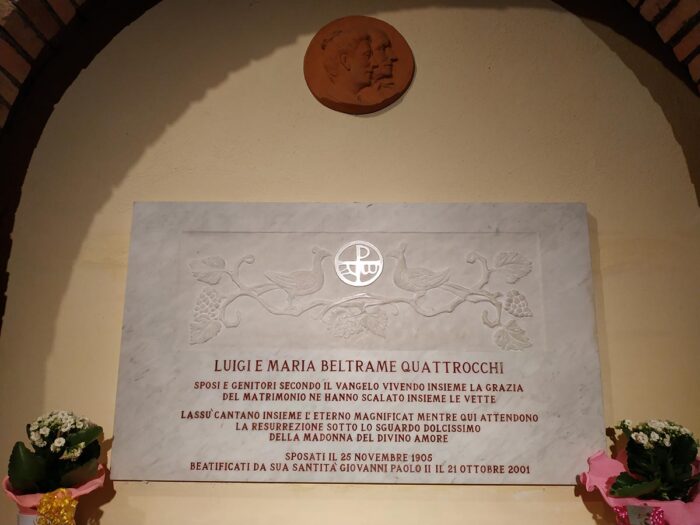 LUIGI E MARIA BELTRAME QUATTROCCHI
SPOSI E GENITORI SECONDO IL VANGELO VIVENDO INSIEME LA GRAZIA
DEL MATRIMONIO NE HANNO SCALATO INSIEME LE VETTE
LASSU' CANTANO INSIEME L'ETERNO MAGNIFICAT MENTRE QUI ATTENDONO
LA RESURREZIONE SOTTO LO SGUARDO DOLCISSIMO
DELLA MADONNA DEL DIVINO AMORE
SPOSATI IL 25 NOVEMBRE 1905
BEATIFICATI DA SUA SANTITA' GIOVANNI PAOLO II IL 21 OTTOBRE 2001